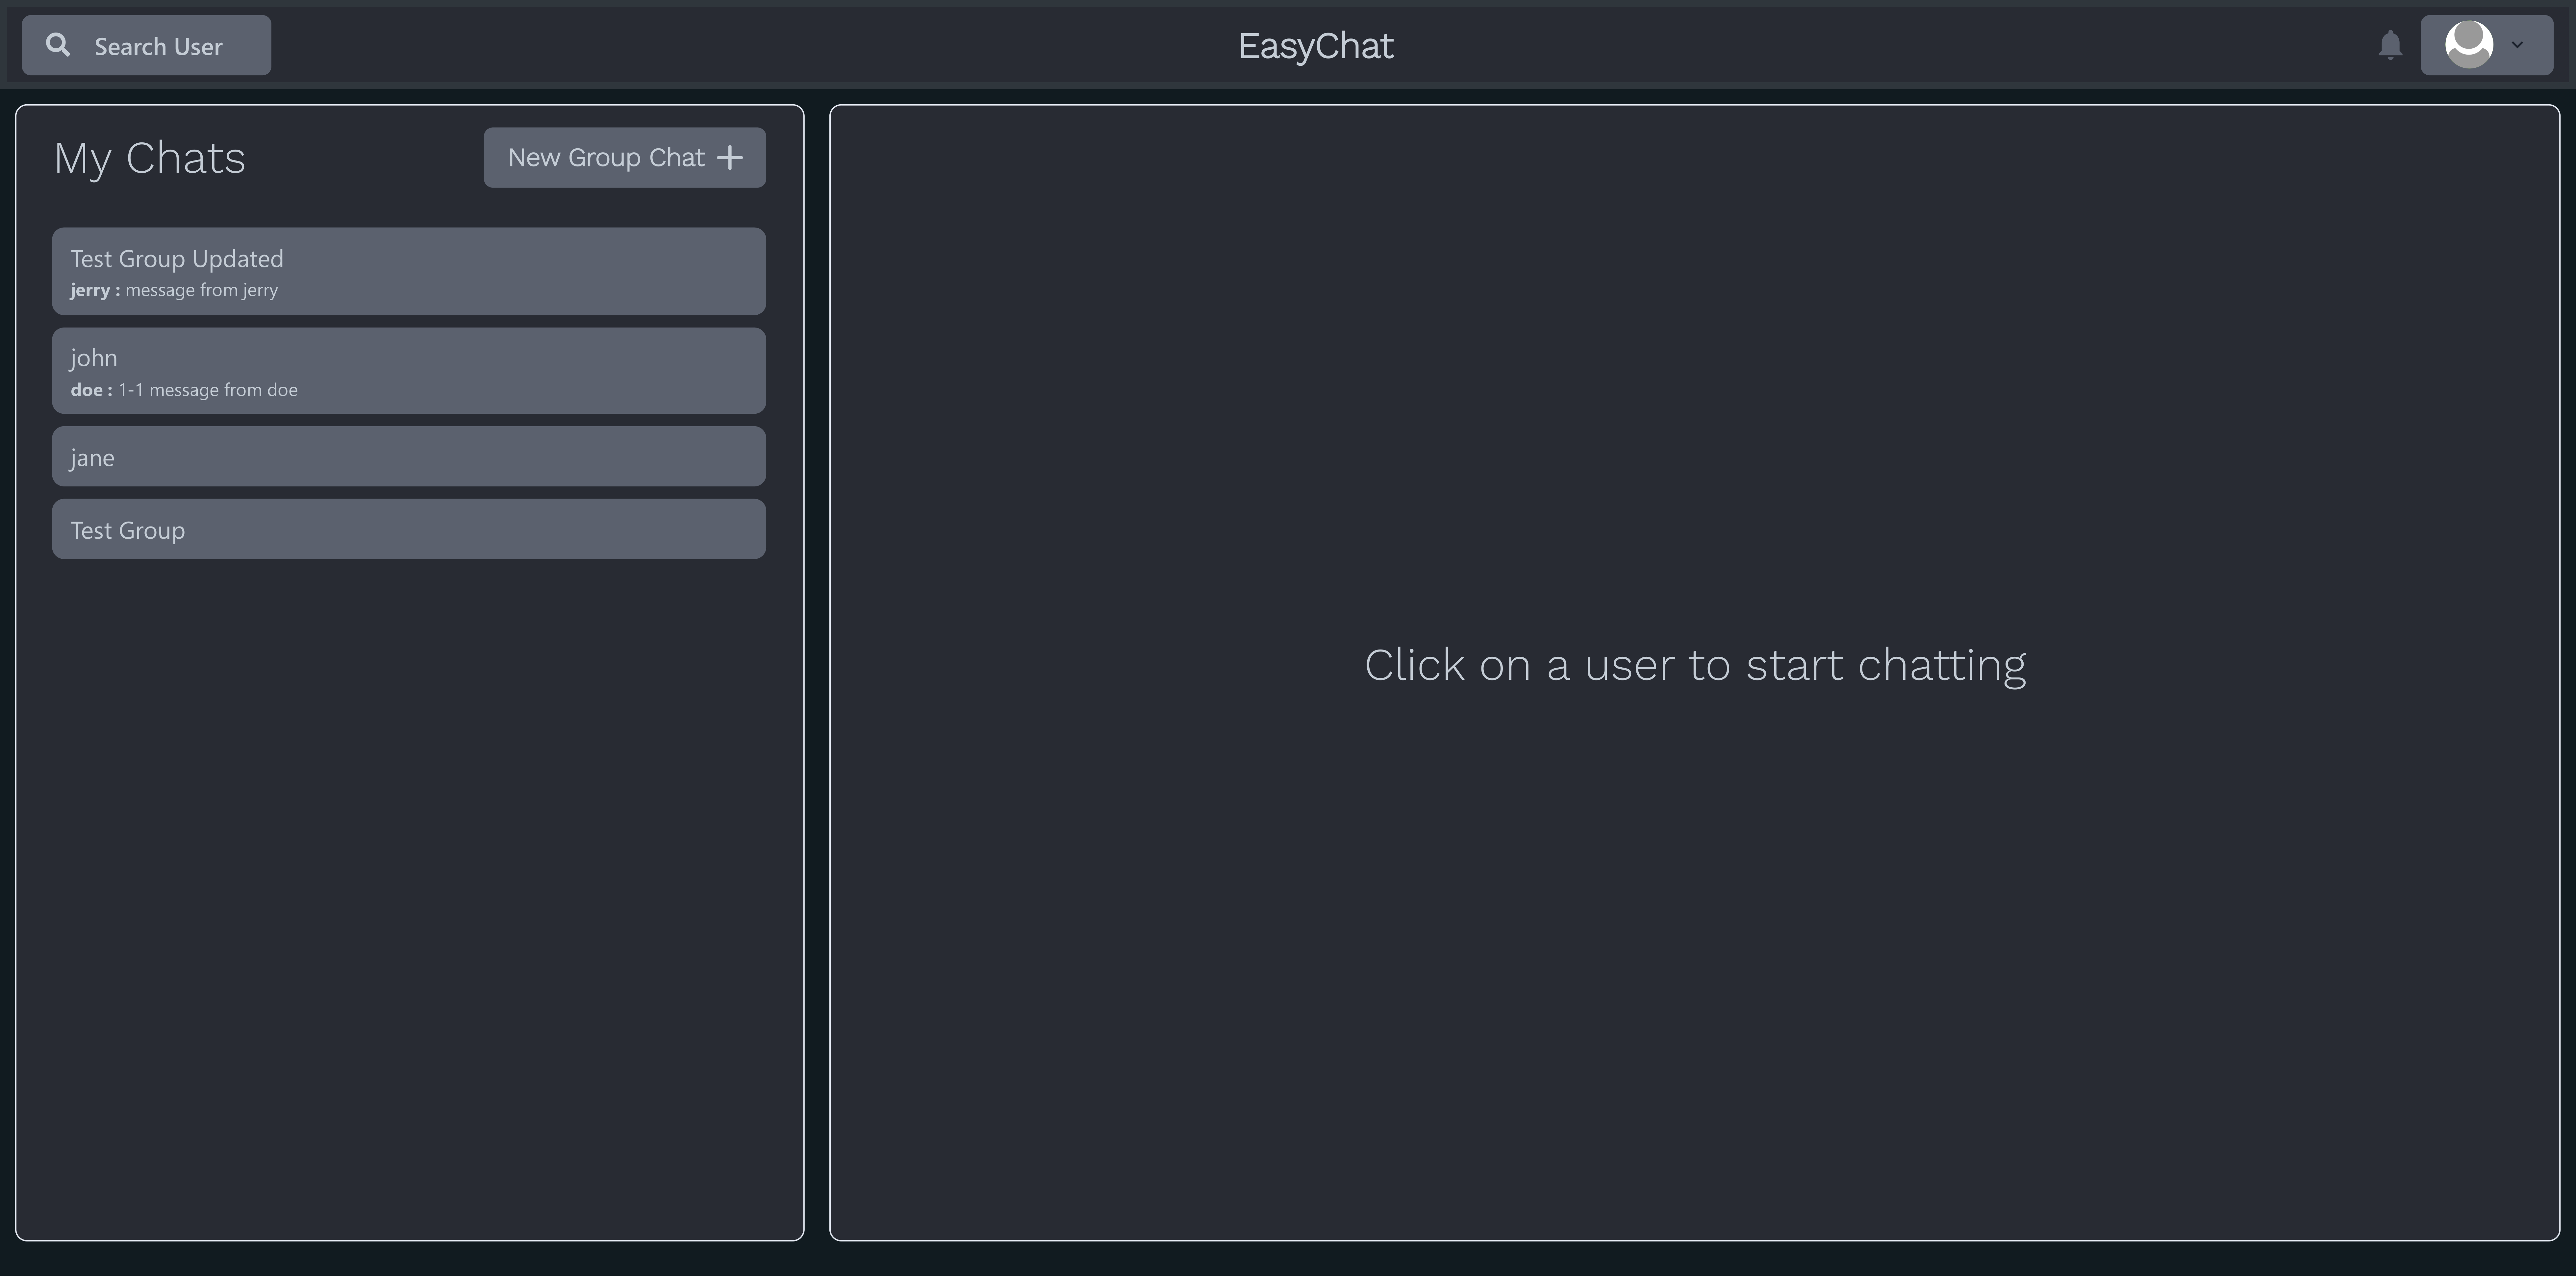 Search User
EasyChat
My Chats
New Group Chat
Test Group Updated
jerry : message from jerry
john
doe : 1-1 message from doe
jane
Test Group
Click on a user to start chatting